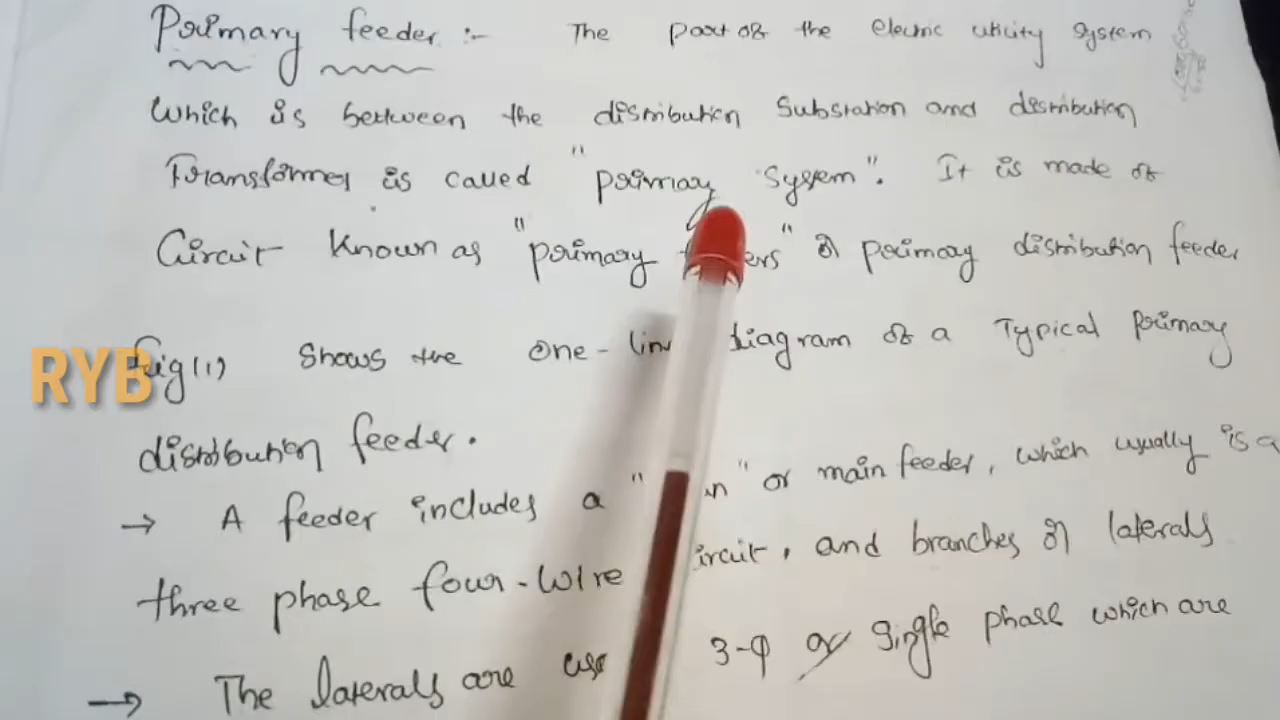 Primary feeder :- The part of the electric utility system
which is between the distribution Substation and distribution
Transformer is called "primary system". It is made of
Circuit known as "primary " or primary distribution feeder
RYB
Fig(1) shows the one-line diagram of a Typical primary
distribution feeder.
→ A feeder includes a " " or main feeder, which usually is a
three phase four-wire circuit, and branches or laterals
→ The laterals are 3-φ or single phase which are